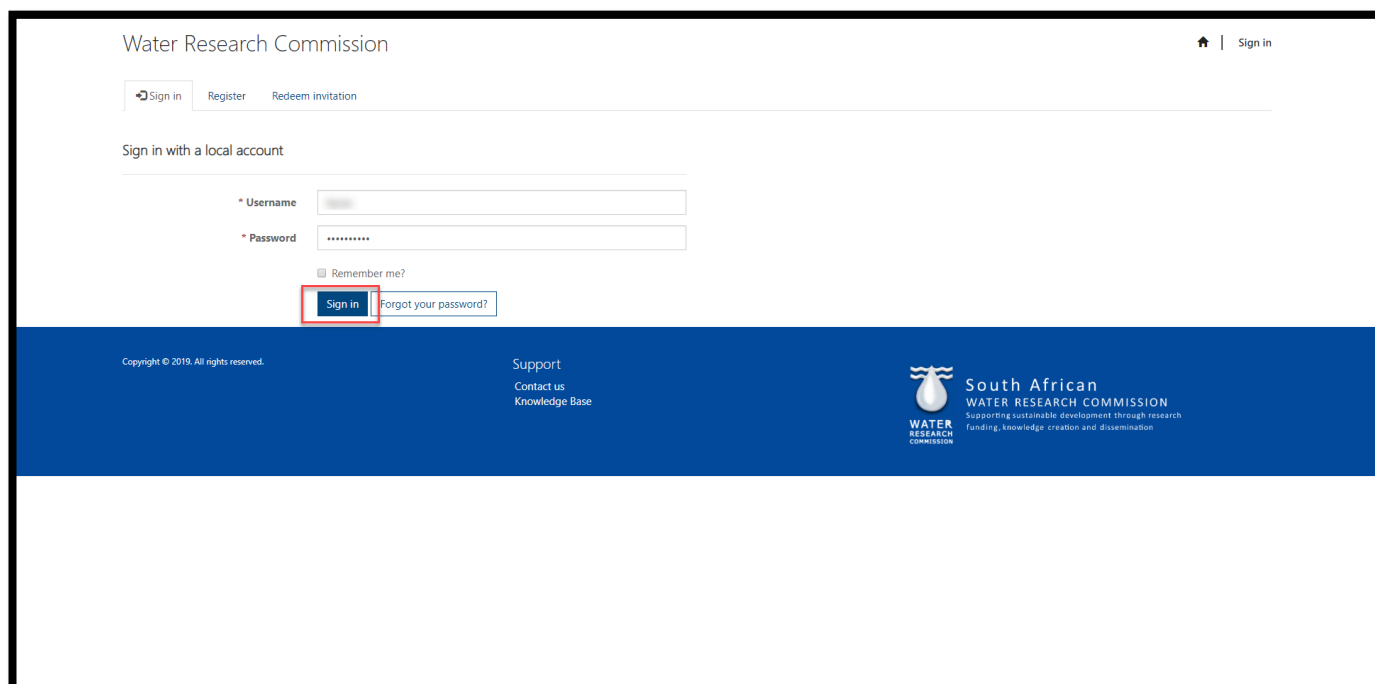 Water Research Commission
Sign in
Sign in
Register
Redeem invitation
Sign in with a local account
* Username
* Password
••••••••••
Remember me?
Sign in
Forgot your password?
Copyright © 2019. All rights reserved.
Support
Contact us
Knowledge Base
WATER
RESEARCH
COMMISSION
South African
WATER RESEARCH COMMISSION
Supporting sustainable development through research
funding, knowledge creation and dissemination